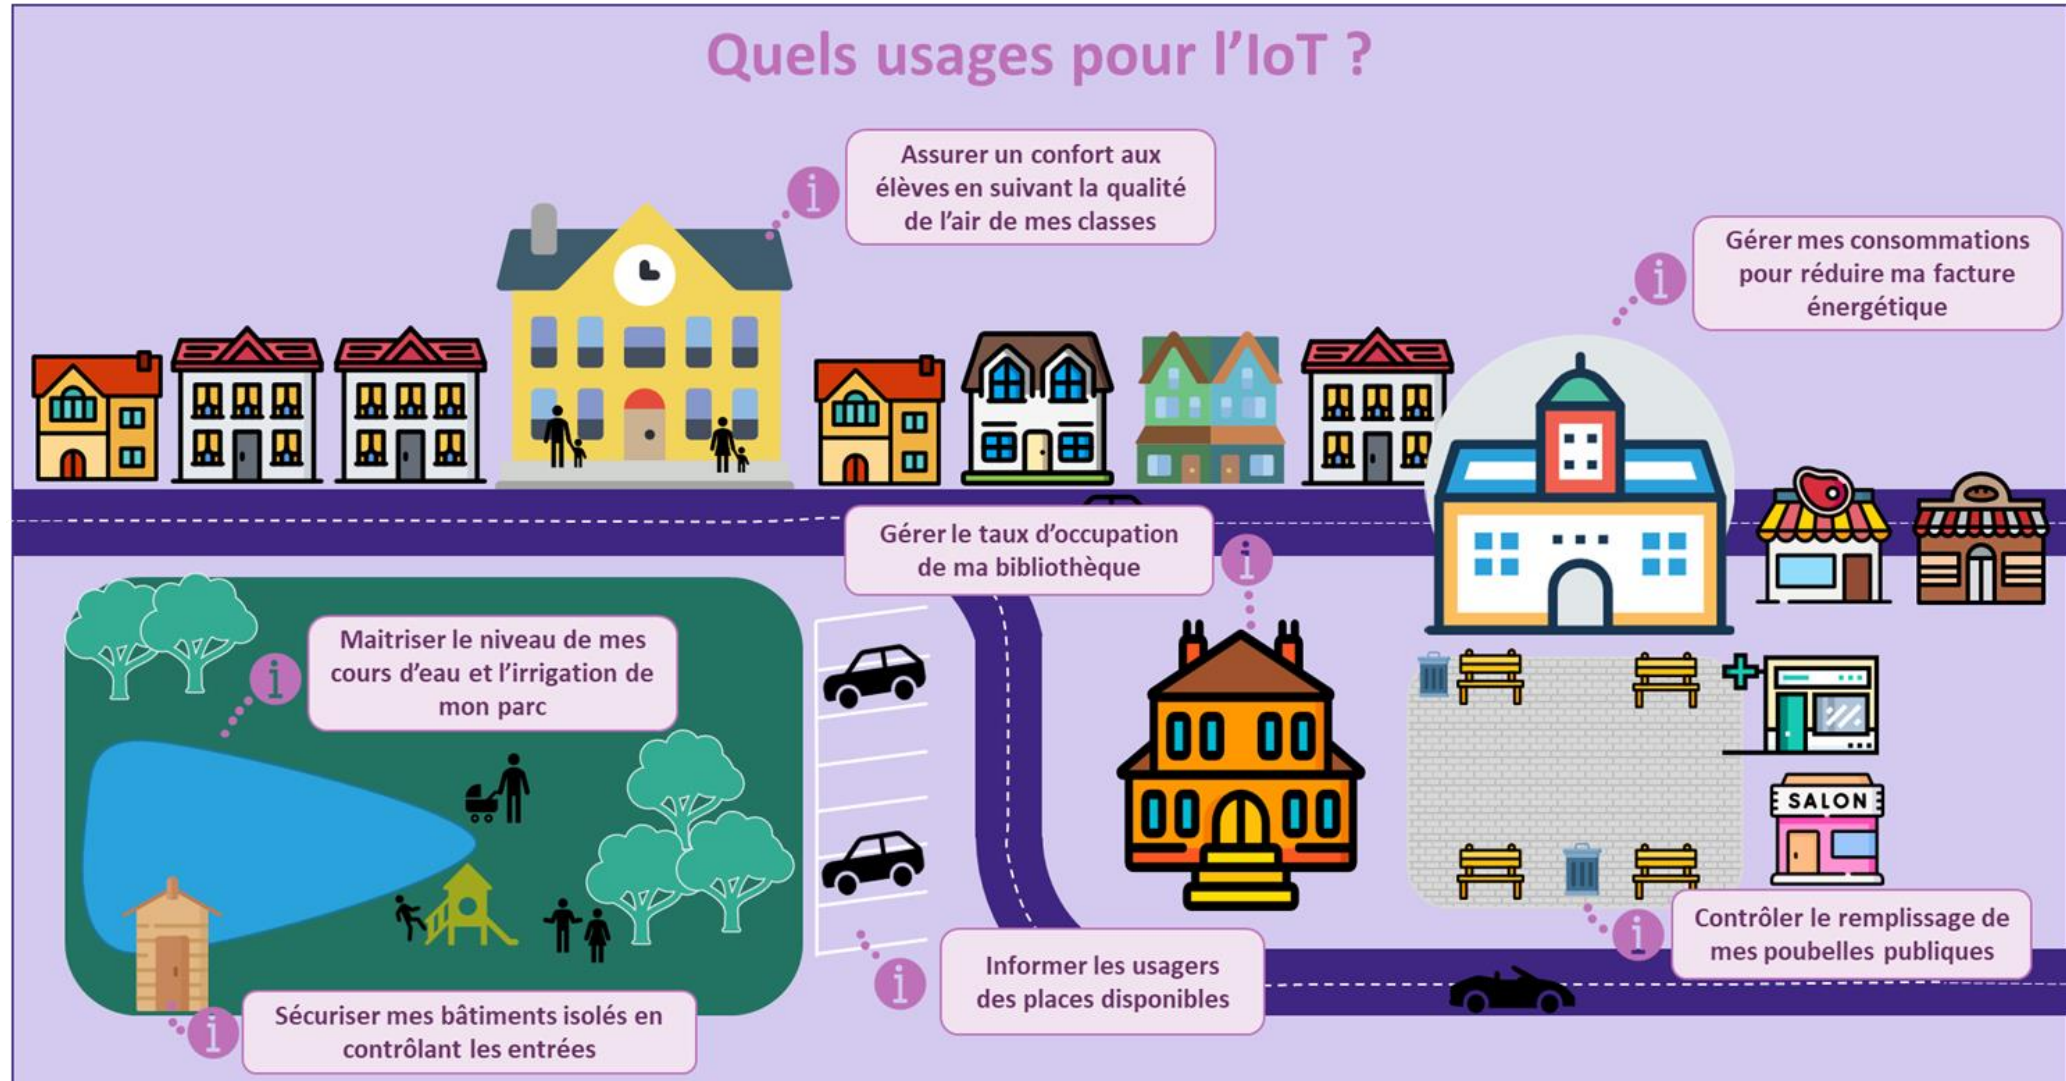 Quels usages pour l'IoT ?
Assurer un confort aux
élèves en suivant la qualité
de l'air de mes classes
Gérer mes consommations
pour réduire ma facture
énergétique
Gérer le taux d'occupation
de ma bibliothèque
Maitriser le niveau de mes
cours d'eau et l'irrigation de
mon parc
SALON
Contrôler le remplissage de
mes poubelles publiques
Informer les usagers
des places disponibles
Sécuriser mes bâtiments isolés en
contrôlant les entrées